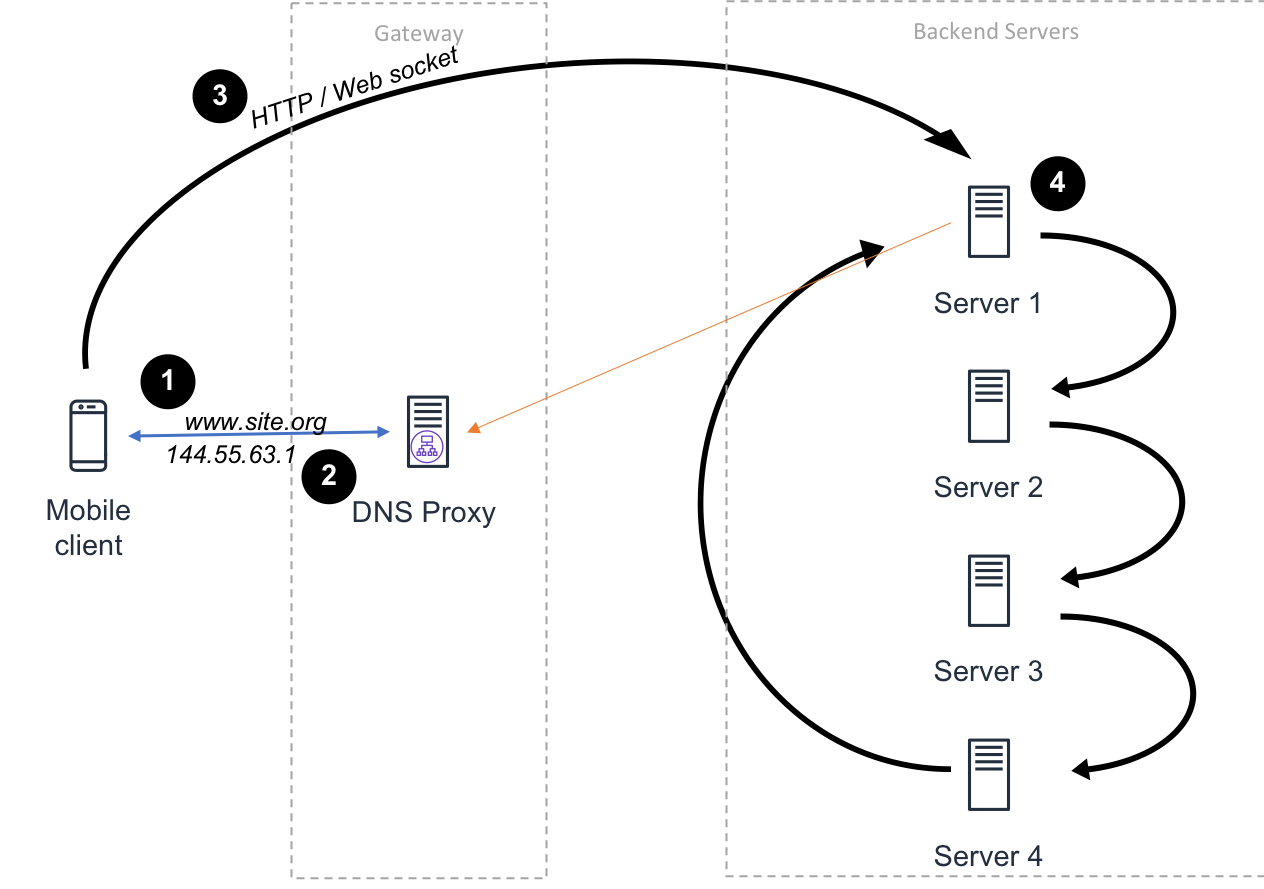 Gateway
Backend Servers
3
HTTP / Web socket
4
Server 1
1
www.site.org
144.55.63.1
2
Mobile
client
DNS Proxy
Server 2
Server 3
Server 4